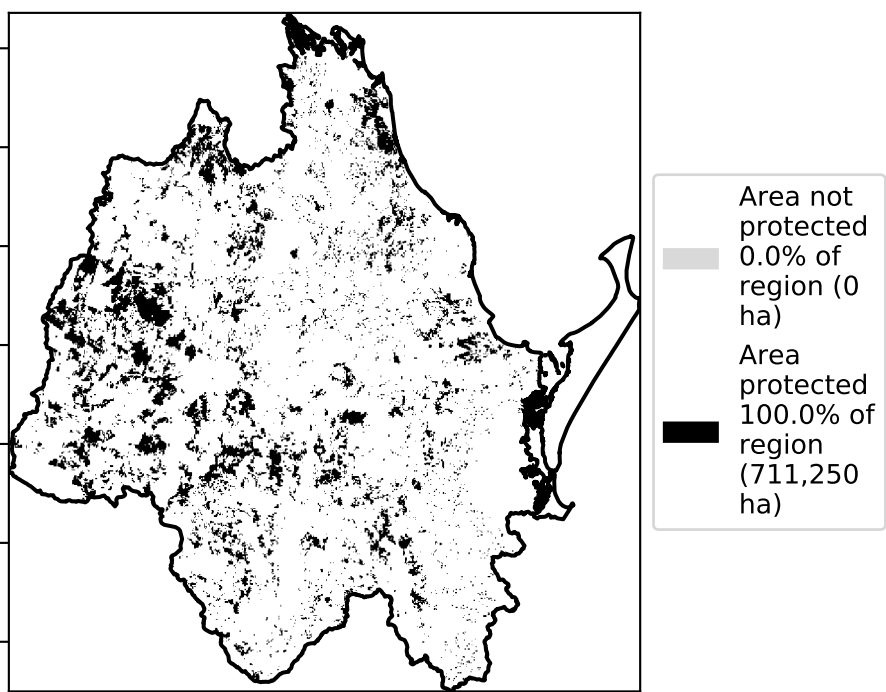 Area not
protected
0.0% of
region (0
ha)
Area
protected
100.0% of
region
(711,250
ha)